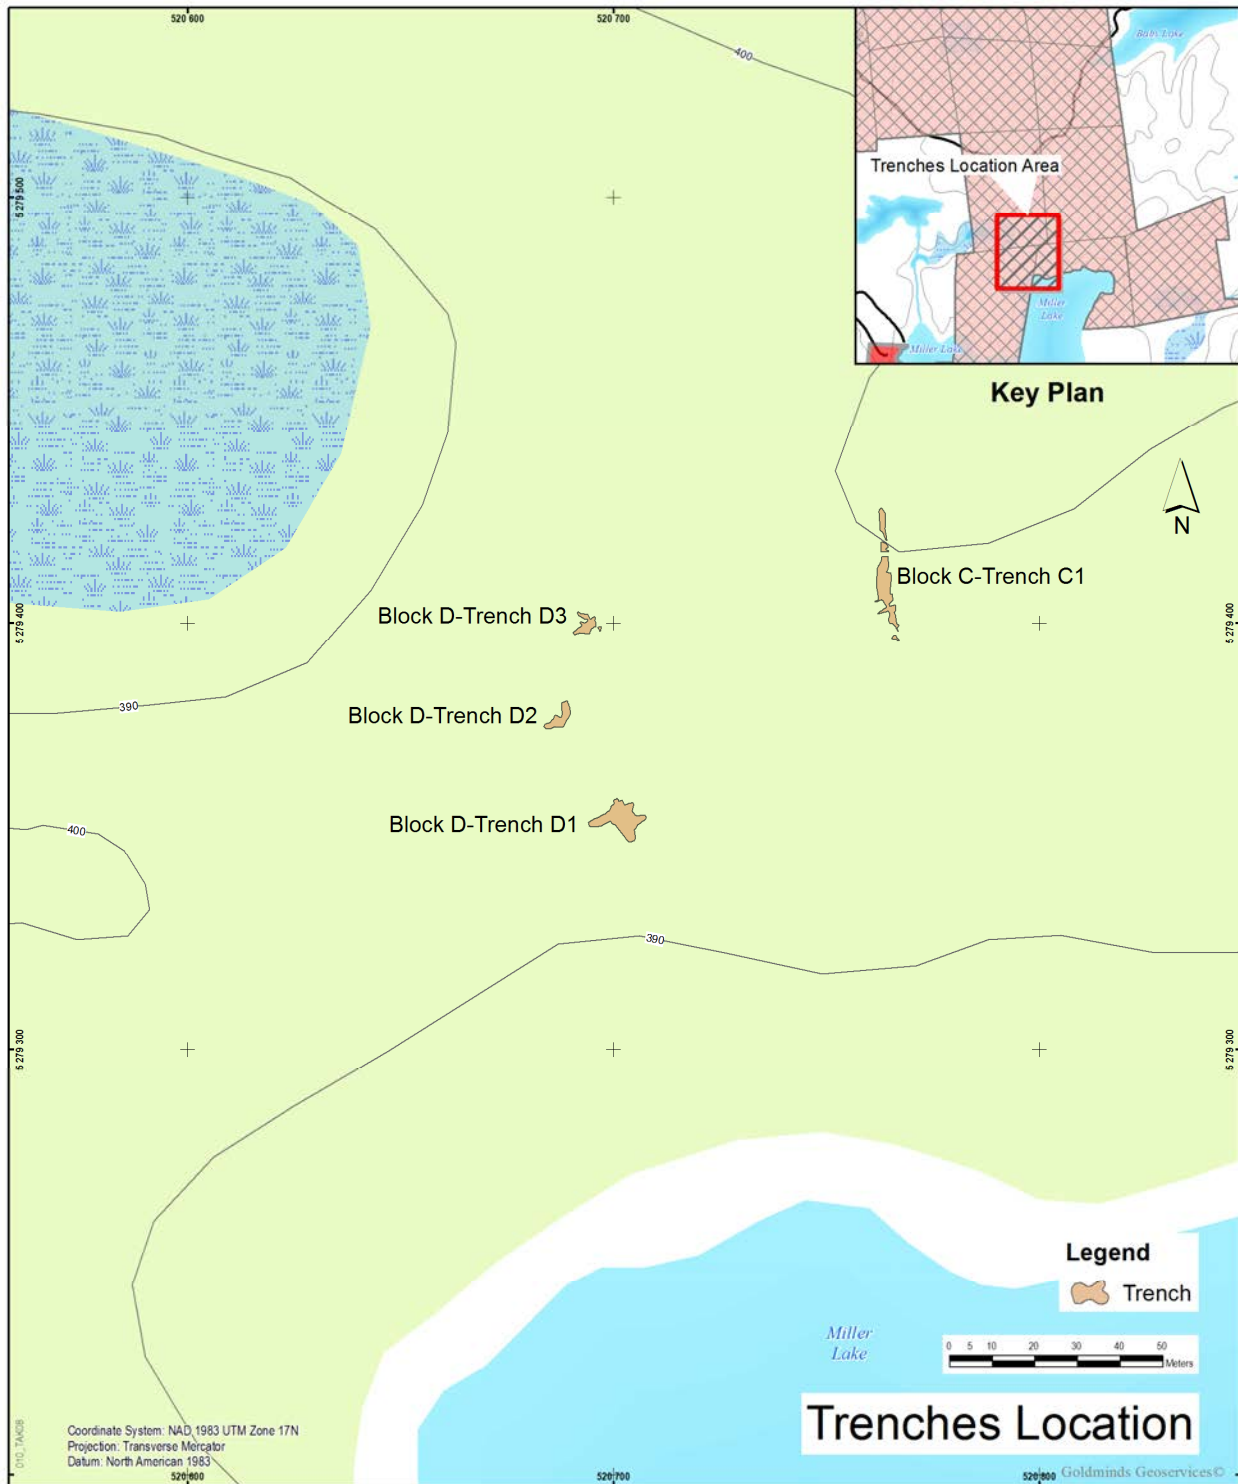 520 600
520 700
400
Babs Lake
Trenches Location Area
5 279 500
Miller
Lake
Miller Lake
Key Plan
N
Block C-Trench C1
Block D-Trench D3
5 279 400
5 279 400
390
Block D-Trench D2
Block D-Trench D1
400
390
5 279 300
5 279 300
Legend
Trench
Miller
Lake
0 5 10 20 30 40 50
Meters
Trenches Location
010_TAK08
Coordinate System: NAD 1983 UTM Zone 17N
Projection: Transverse Mercator
Datum: North American 1983
520 600
520 700
520 800
Goldminds Geoservices©